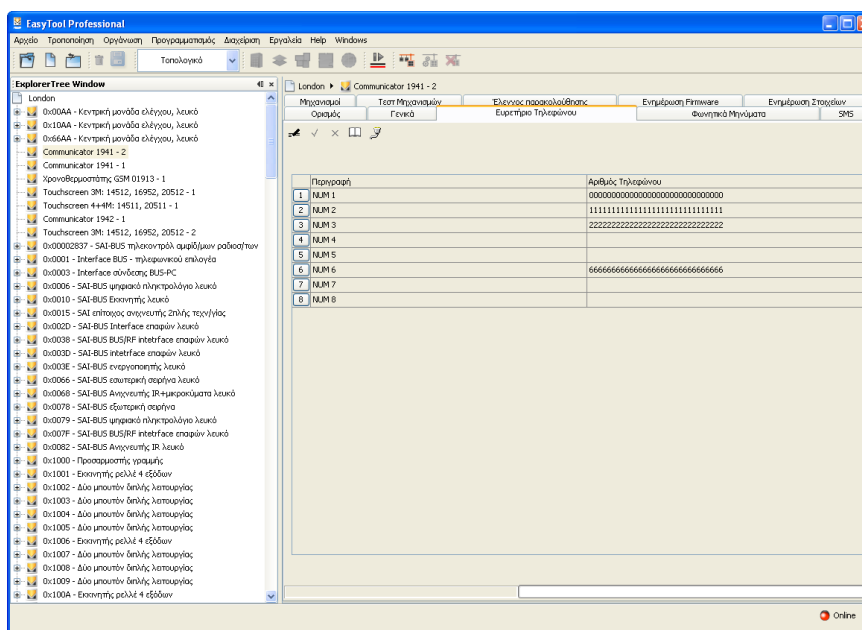 EasyTool Professional
Αρχείο Τροποποίηση Οργάνωση Προγραμματισμός Διαχείριση Εργαλεία Help Windows
Τοπολογικό
ExplorerTree Window
London
0x00AA - Κεντρική μονάδα ελέγχου, λευκό
0x10AA - Κεντρική μονάδα ελέγχου, λευκό
0x66AA - Κεντρική μονάδα ελέγχου, λευκό
Communicator 1941 - 2
Communicator 1941 - 1
Χρονοθερμοστάτης GSM 01913 - 1
Touchscreen 3M: 14512, 16952, 20512 - 1
Touchscreen 4+4M: 14511, 20511 - 1
Communicator 1942 - 1
Touchscreen 3M: 14512, 16952, 20512 - 2
0x00002837 - SAI-BUS τηλεκοντρόλ αμφίδ/μων ραδιοσ/των
0x0001 - Interface BUS - τηλεφωνικού επιλογέα
0x0003 - Interface σύνδεσης BUS-PC
0x0006 - SAI-BUS ψηφιακό πληκτρολόγιο λευκό
0x0010 - SAI-BUS Εκκινητής λευκό
0x0015 - SAI επίτοιχος ανιχνευτής 2πλής τεχν/γίας
0x002D - SAI-BUS Interface επαφών λευκό
0x0038 - SAI-BUS BUS/RF intetrface επαφών λευκό
0x003D - SAI-BUS intetrface επαφών λευκό
0x003E - SAI-BUS ενεργοποιητής λευκό
0x0066 - SAI-BUS εσωτερική σειρήνα λευκό
0x0068 - SAI-BUS Ανιχνευτής IR+μικροκύματα λευκό
0x0078 - SAI-BUS εξωτερική σειρήνα
0x0079 - SAI-BUS ψηφιακό πληκτρολόγιο λευκό
0x007F - SAI-BUS BUS/RF intetrface επαφών λευκό
0x0082 - SAI-BUS Ανιχνευτής IR λευκό
0x1000 - Προσαρμοστής γραμμής
0x1001 - Εκκινητής ρελλέ 4 εξόδων
0x1002 - Δύο μπουτόν διπλής λειτουργίας
0x1003 - Δύο μπουτόν διπλής λειτουργίας
0x1004 - Δύο μπουτόν διπλής λειτουργίας
0x1005 - Δύο μπουτόν διπλής λειτουργίας
0x1006 - Εκκινητής ρελλέ 4 εξόδων
0x1007 - Δύο μπουτόν διπλής λειτουργίας
0x1008 - Δύο μπουτόν διπλής λειτουργίας
0x1009 - Δύο μπουτόν διπλής λειτουργίας
0x100A - Εκκινητής ρελλέ 4 εξόδων
London Communicator 1941 - 2
Μηχανισμοί Τεστ Μηχανισμών Έλεγχος παρακολούθησης Ενημέρωση Firmware Ενημέρωση Στοιχείων
Ορισμός Γενικά Ευρετήριο Τηλεφώνου Φωνητικά Μηνύματα SMS
Περιγραφή Αριθμός Τηλεφώνου
1 NUM 1 00000000000000000000000000000
2 NUM 2 11111111111111111111111111111
3 NUM 3 22222222222222222222222222222
4 NUM 4
5 NUM 5
6 NUM 6 66666666666666666666666666666
7 NUM 7
8 NUM 8
Online